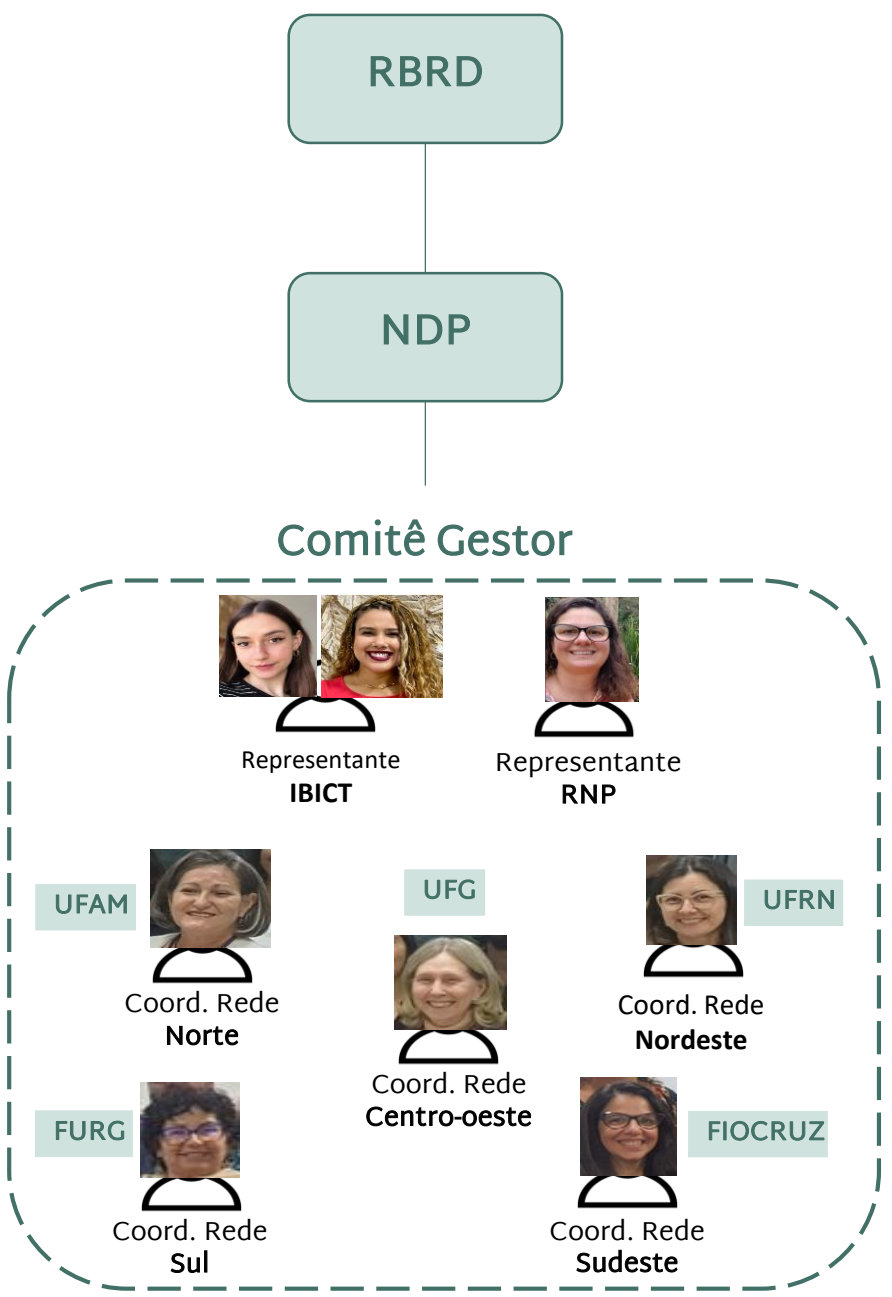 RBRD
NDP
Comitê Gestor
Representante
IBICT
Representante
RNP
UFAM
Coord. Rede
Norte
UFG
Coord. Rede
Centro-oeste
UFRN
Coord. Rede
Nordeste
FURG
Coord. Rede
Sul
FIOCRUZ
Coord. Rede
Sudeste